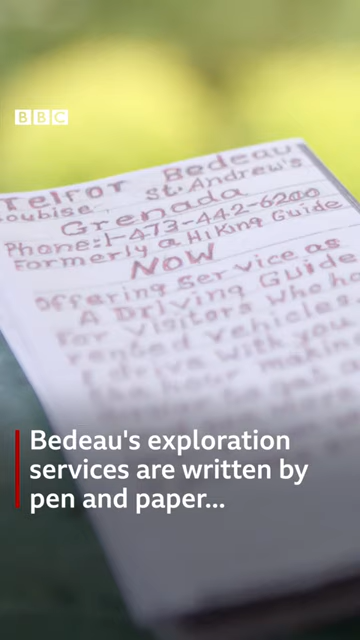 BBC
Telfor Bedeau
Soubise St. Andrew's
Grenada
Phone: 1-473-442-6200
Formerly a Hiking Guide
NOW
Offering Service as
A Driving Guide
For visitors who ha
rented vehicles
I drive with you
hour
Bedeau's exploration
services are written by
pen and paper...